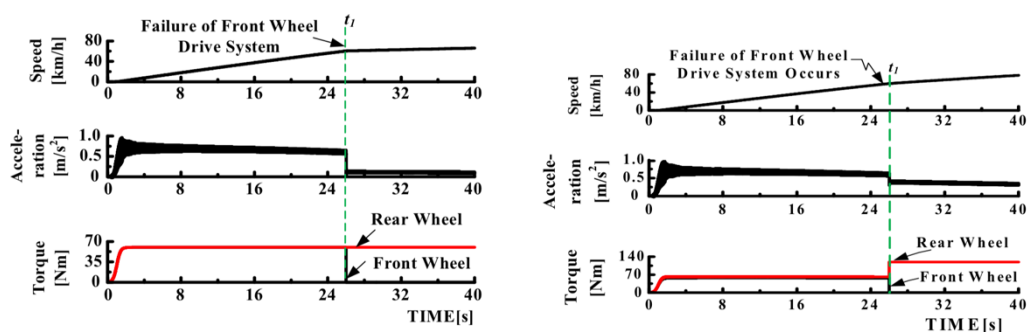 Failure of Front Wheel
Drive System
t1
Speed
[km/h]
80
40
0
0 8 16 24 32 40
Accele-
ration
[m/s²]
1.0
0.5
0
0 8 16 24 32 40
Torque
[Nm]
70
35
0
Rear Wheel
Front Wheel
0 8 16 24 32 40
TIME[s]
Failure of Front Wheel
Drive System Occurs
t1
Speed
[km/h]
80
40
0
0 8 16 24 32 40
Accele-
ration
[m/s²]
1.0
0.5
0
0 8 16 24 32 40
Torque
[Nm]
140
70
0
Rear Wheel
Front Wheel
0 8 16 24 32 40
TIME[s]